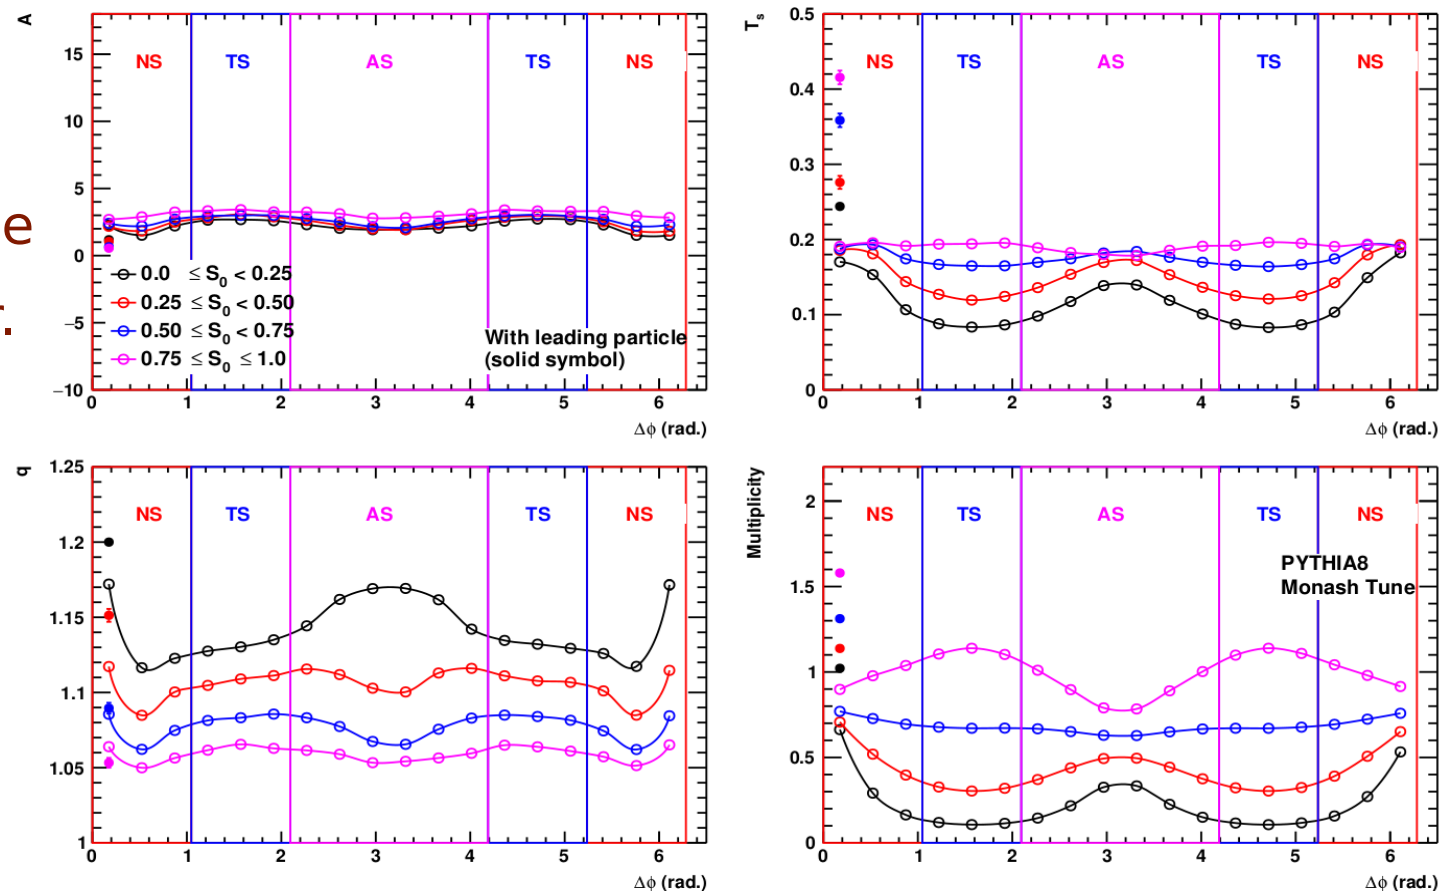 A
15
10
5
0
−5
−10
NS
TS
AS
TS
NS
0.0 ≤ S₀ < 0.25
0.25 ≤ S₀ < 0.50
0.50 ≤ S₀ < 0.75
0.75 ≤ S₀ ≤ 1.0
With leading particle
(solid symbol)
0 1 2 3 4 5 6
Δϕ (rad.)
Tₛ
0.5
0.4
0.3
0.2
0.1
0
NS
TS
AS
TS
NS
0 1 2 3 4 5 6
Δϕ (rad.)
e
q
1.25
1.2
1.15
1.1
1.05
1
NS
TS
AS
TS
NS
0 1 2 3 4 5 6
Δϕ (rad.)
Multiplicity
2
1.5
1
0.5
0
NS
TS
AS
TS
NS
PYTHIA8
Monash Tune
0 1 2 3 4 5 6
Δϕ (rad.)